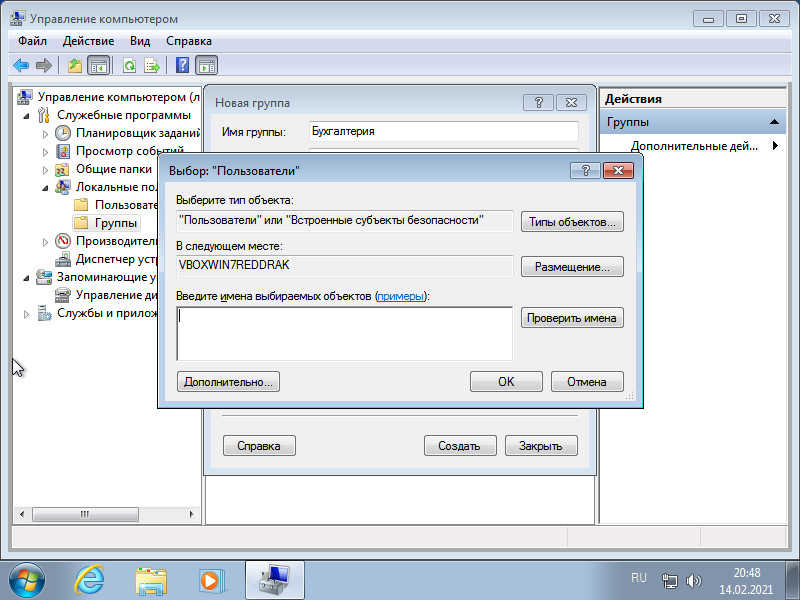 Управление компьютером
Файл Действие Вид Справка
Управление компьютером (л
Служебные программы
Планировщик заданий
Просмотр событий
Общие папки
Локальные пол
Пользовате
Группы
Производител
Диспетчер устр
Запоминающие у
Управление ди
Службы и прилож
Новая группа
Имя группы: Бухгалтерия
Выбор: "Пользователи"
Выберите тип объекта:
"Пользователи" или "Встроенные субъекты безопасности" Типы объектов...
В следующем месте:
VBOXWIN7REDDRAK Размещение...
Введите имена выбираемых объектов (примеры):
Проверить имена
Дополнительно... ОК Отмена
Справка Создать Закрыть
Действия
Группы
Дополнительные дей...
RU
20:48
14.02.2021